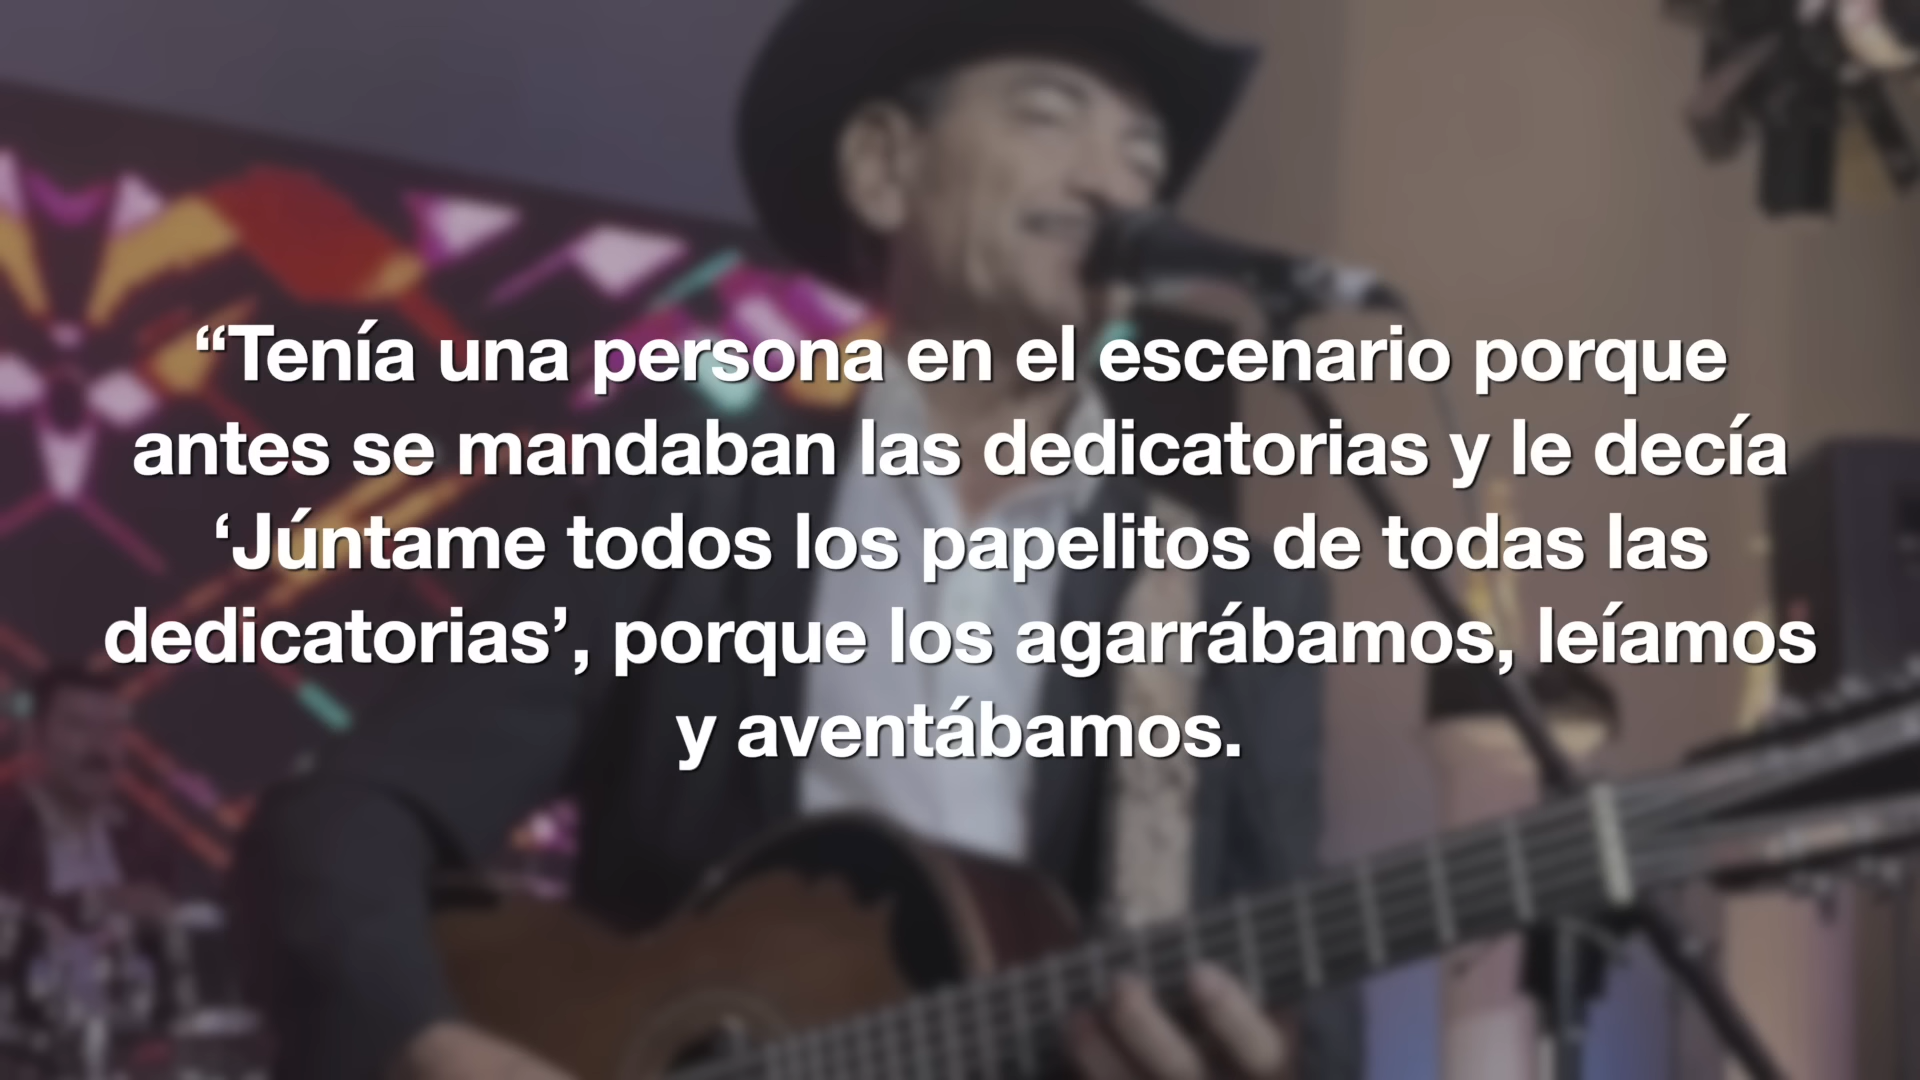 “Tenía una persona en el escenario porque
antes se mandaban las dedicatorias y le decía
‘Júntame todos los papelitos de todas las
dedicatorias’, porque los agarrábamos, leíamos
y aventábamos.